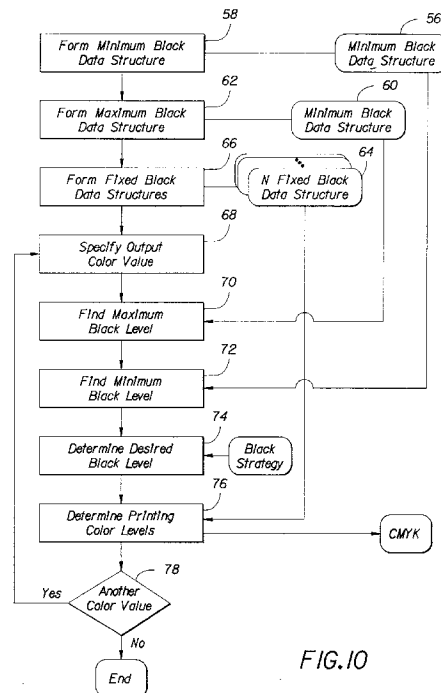 58
Form Minimum Black
Data Structure
56
Minimum Black
Data Structure
62
Form Maximum Black
Data Structure
60
Minimum Black
Data Structure
66
Form Fixed Black
Data Structures
64
N Fixed Black
Data Structure
68
Specify Output
Color Value
70
Find Maximum
Black Level
72
Find Minimum
Black Level
74
Determine Desired
Black Level
Black
Strategy
76
Determine Printing
Color Levels
CMYK
78
Yes
Another
Color Value
No
End
FIG.10